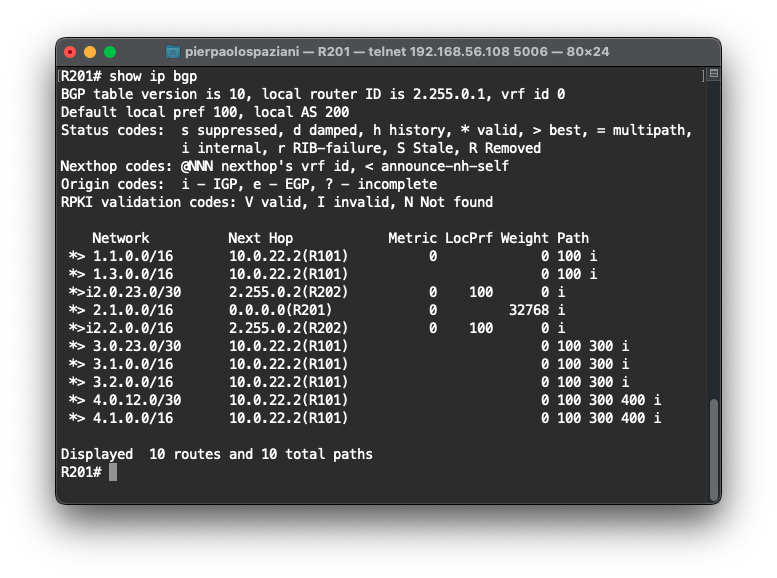 pierpaolospaziani — R201 — telnet 192.168.56.108 5006 — 80×24
R201# show ip bgp
BGP table version is 10, local router ID is 2.255.0.1, vrf id 0
Default local pref 100, local AS 200
Status codes:  s suppressed, d damped, h history, * valid, > best, = multipath,
               i internal, r RIB-failure, S Stale, R Removed
Nexthop codes: @NNN nexthop's vrf id, < announce-nh-self
Origin codes:  i - IGP, e - EGP, ? - incomplete
RPKI validation codes: V valid, I invalid, N Not found
    Network          Next Hop            Metric LocPrf Weight Path
 *> 1.1.0.0/16       10.0.22.2(R101)          0             0 100 i
 *> 1.3.0.0/16       10.0.22.2(R101)                        0 100 i
 *>i2.0.23.0/30      2.255.0.2(R202)          0    100      0 i
 *> 2.1.0.0/16       0.0.0.0(R201)            0         32768 i
 *>i2.2.0.0/16       2.255.0.2(R202)          0    100      0 i
 *> 3.0.23.0/30      10.0.22.2(R101)                        0 100 300 i
 *> 3.1.0.0/16       10.0.22.2(R101)                        0 100 300 i
 *> 3.2.0.0/16       10.0.22.2(R101)                        0 100 300 i
 *> 4.0.12.0/30      10.0.22.2(R101)                        0 100 300 400 i
 *> 4.1.0.0/16       10.0.22.2(R101)                        0 100 300 400 i
Displayed  10 routes and 10 total paths
R201#